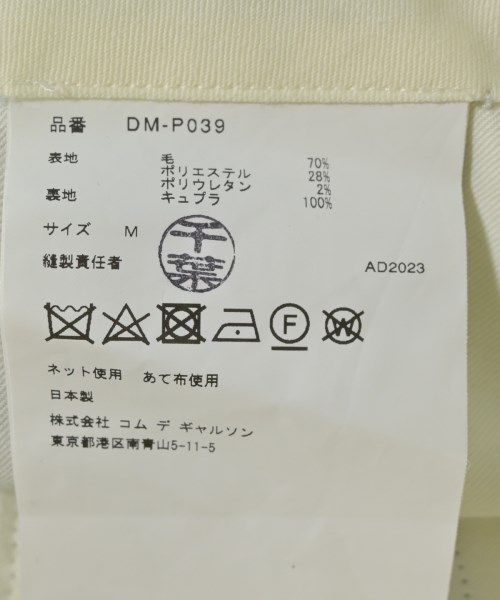 品番 DM-P039
表地 毛 70%
ポリエステル 28%
ポリウレタン 2%
裏地 キュプラ 100%
サイズ M
千葉
縫製責任者 AD2023
F W
ネット使用 あて布使用
日本製
株式会社 コム デ ギャルソン
東京都港区南青山5-11-5